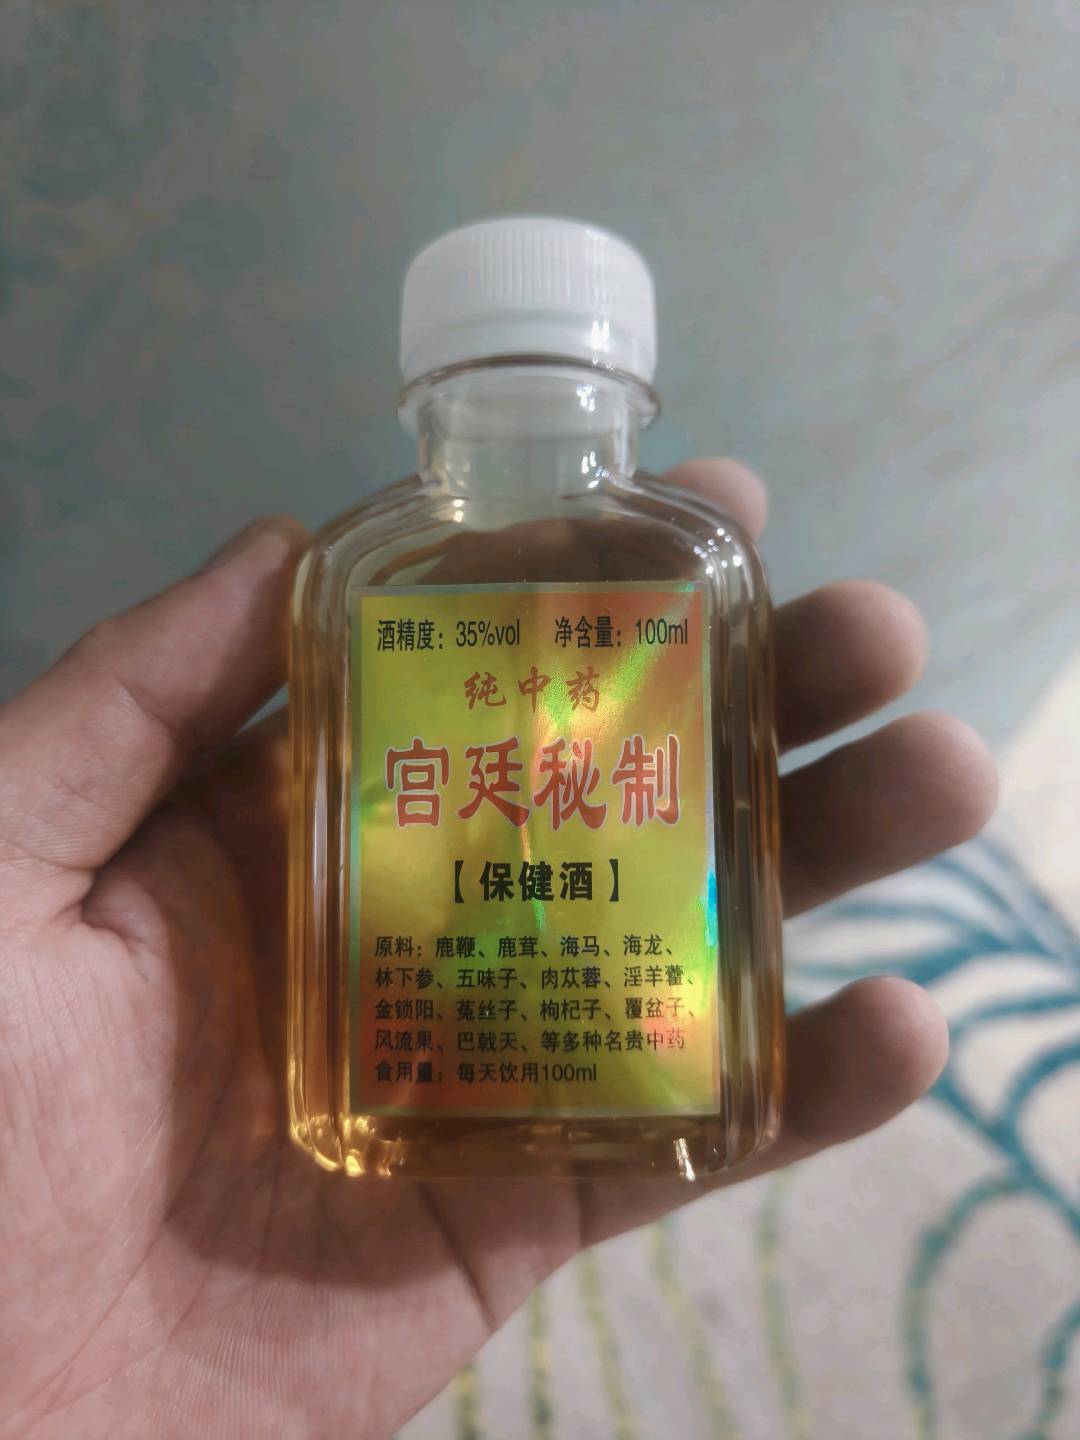 酒精度：35%vol 净含量：100ml
纯中药
宫廷秘制
【保健酒】
原料：鹿鞭、鹿茸、海马、海龙、
林下参、五味子、肉苁蓉、淫羊藿、
金锁阳、菟丝子、枸杞子、覆盆子、
风流果、巴戟天、等多种名贵中药
食用量：每天饮用100ml